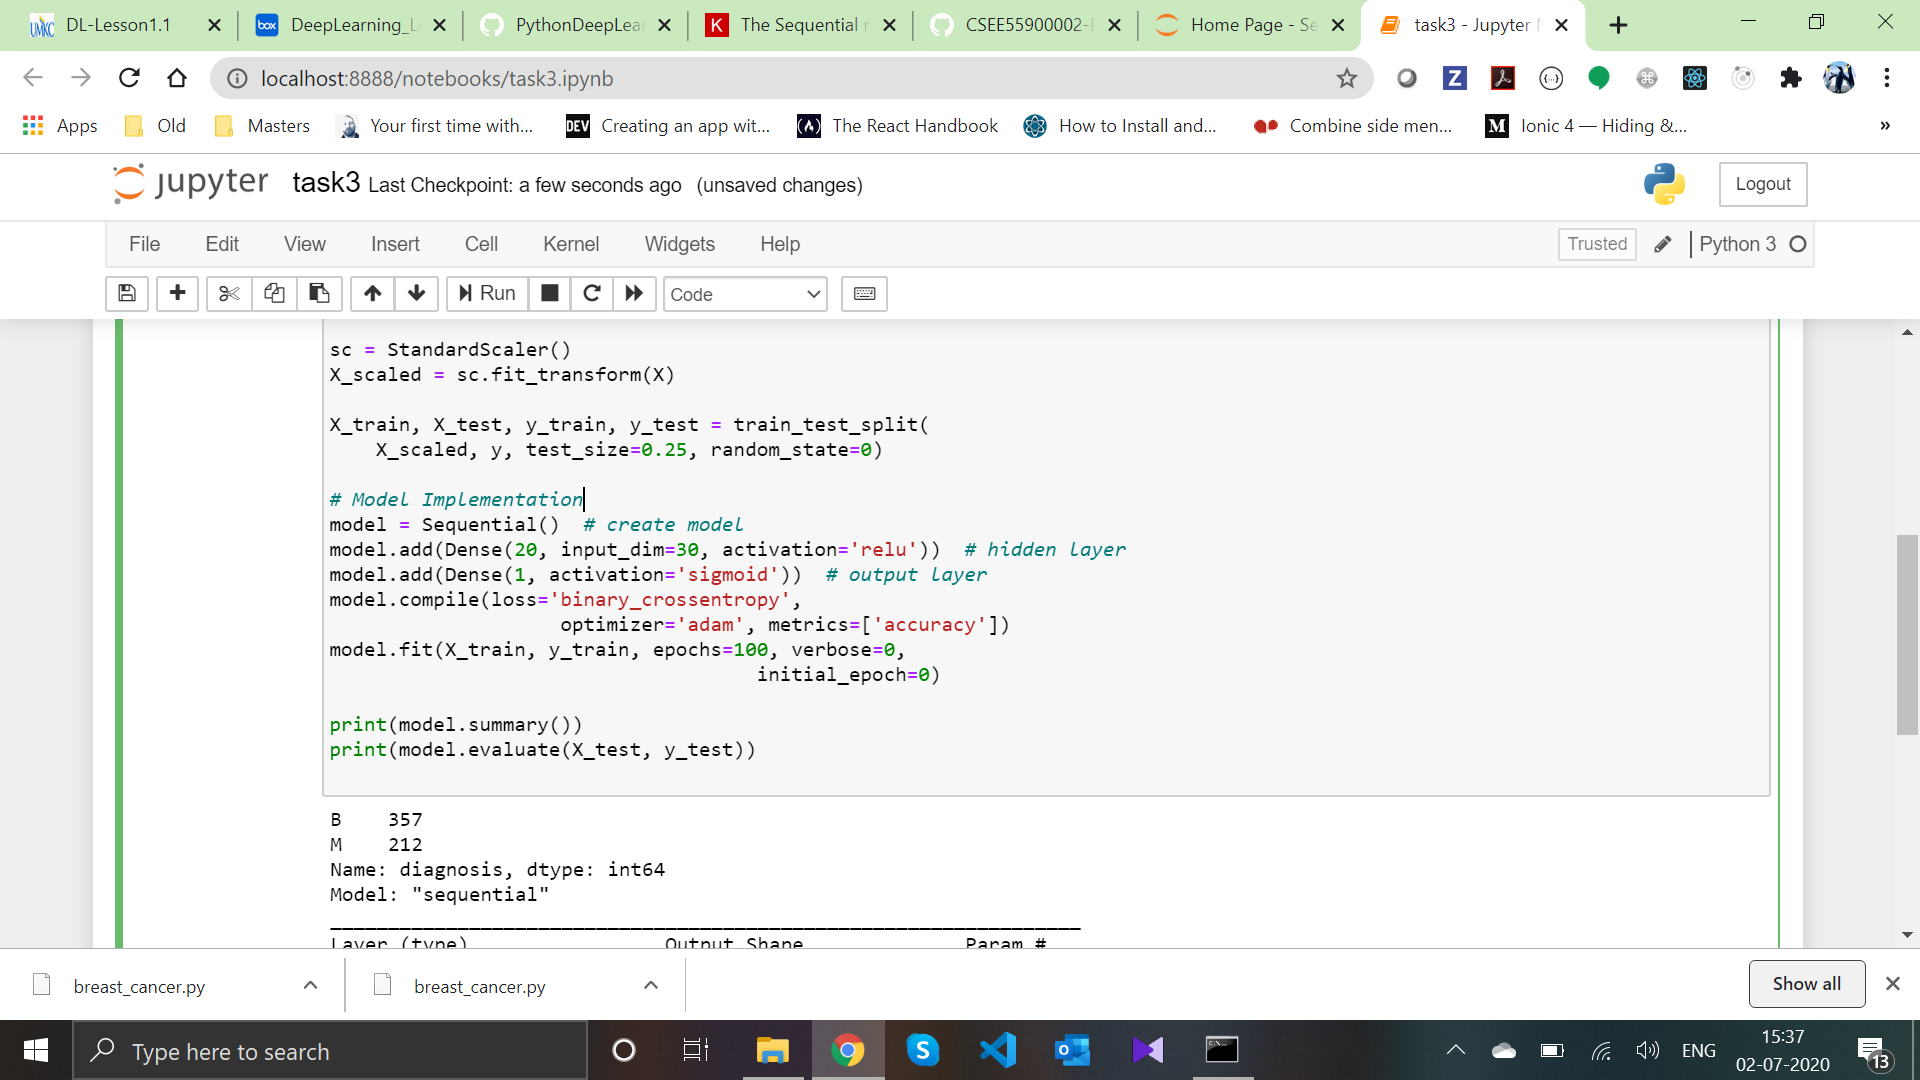 DL-Lesson1.1
DeepLearning_L
PythonDeepLear
The Sequential
CSEE55900002-
Home Page - Se
task3 - Jupyter
localhost:8888/notebooks/task3.ipynb
Apps
Old
Masters
Your first time with...
DEV Creating an app wit...
The React Handbook
How to Install and...
Combine side men...
M Ionic 4 — Hiding &...
»
jupyter task3 Last Checkpoint: a few seconds ago (unsaved changes)
Logout
File Edit View Insert Cell Kernel Widgets Help
Trusted
Python 3
Run
Code
sc = StandardScaler()
X_scaled = sc.fit_transform(X)
X_train, X_test, y_train, y_test = train_test_split(
    X_scaled, y, test_size=0.25, random_state=0)
# Model Implementation
model = Sequential()  # create model
model.add(Dense(20, input_dim=30, activation='relu'))  # hidden layer
model.add(Dense(1, activation='sigmoid'))  # output layer
model.compile(loss='binary_crossentropy',
                    optimizer='adam', metrics=['accuracy'])
model.fit(X_train, y_train, epochs=100, verbose=0,
                                     initial_epoch=0)
print(model.summary())
print(model.evaluate(X_test, y_test))
B    357
M    212
Name: diagnosis, dtype: int64
Model: "sequential"
Layer (type)                 Output Shape              Param #
breast_cancer.py
breast_cancer.py
Show all
Type here to search
ENG
15:37
02-07-2020
13